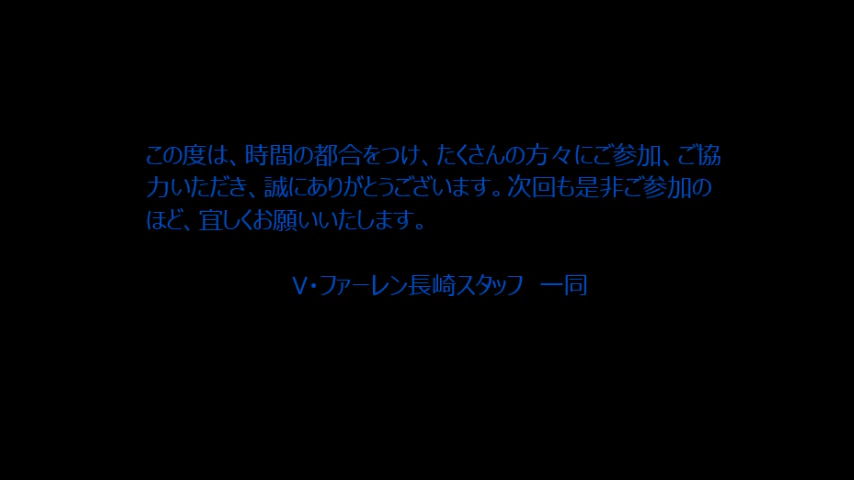 この度は、時間の都合をつけ、たくさんの方々にご参加、ご協
力いただき、誠にありがとうございます。次回も是非ご参加の
ほど、宜しくお願いいたします。
V・ファーレン長崎スタッフ　一同